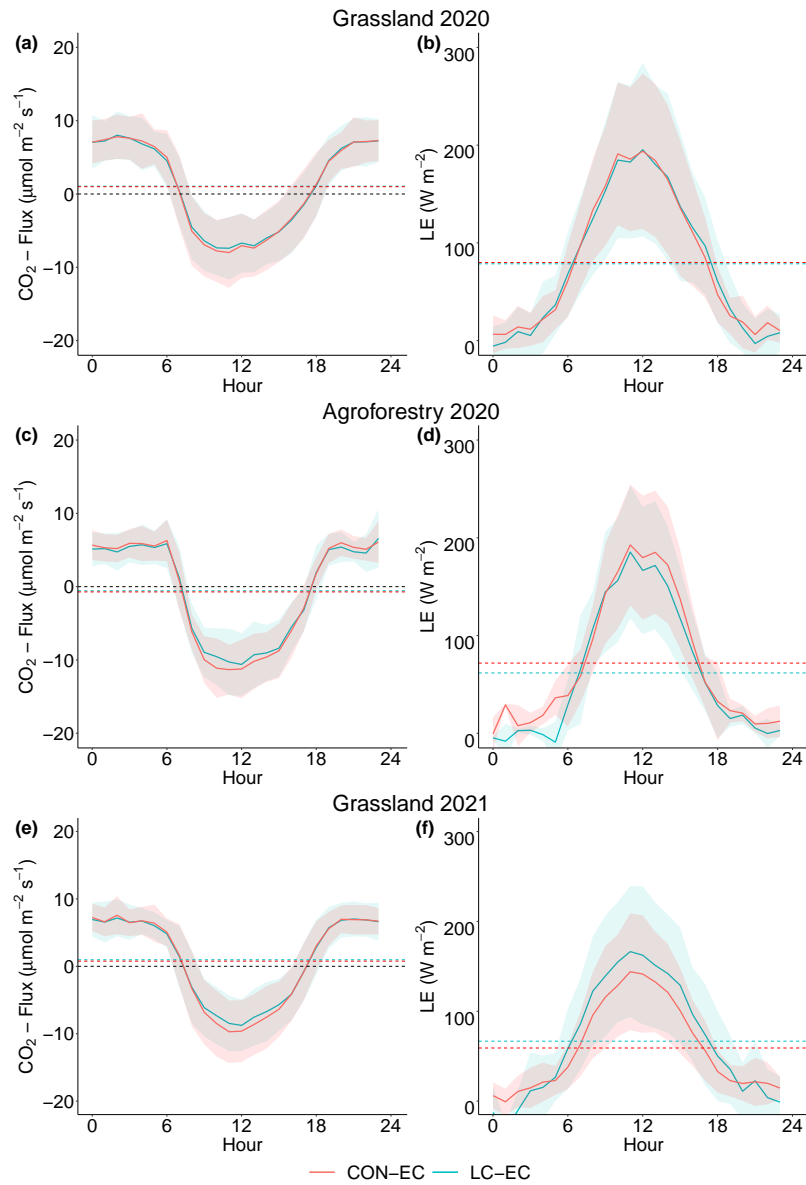 Grassland 2020
(a)
20
10
0
−10
−20
CO2 − Flux (μmol m−2 s−1)
0 6 12 18 24
Hour
(b)
300
200
100
0
LE (W m−2)
0 6 12 18 24
Hour
Agroforestry 2020
(c)
20
10
0
−10
−20
CO2 − Flux (μmol m−2 s−1)
0 6 12 18 24
Hour
(d)
300
200
100
0
LE (W m−2)
0 6 12 18 24
Hour
Grassland 2021
(e)
20
10
0
−10
−20
CO2 − Flux (μmol m−2 s−1)
0 6 12 18 24
Hour
(f)
300
200
100
0
LE (W m−2)
0 6 12 18 24
Hour
CON−EC LC−EC